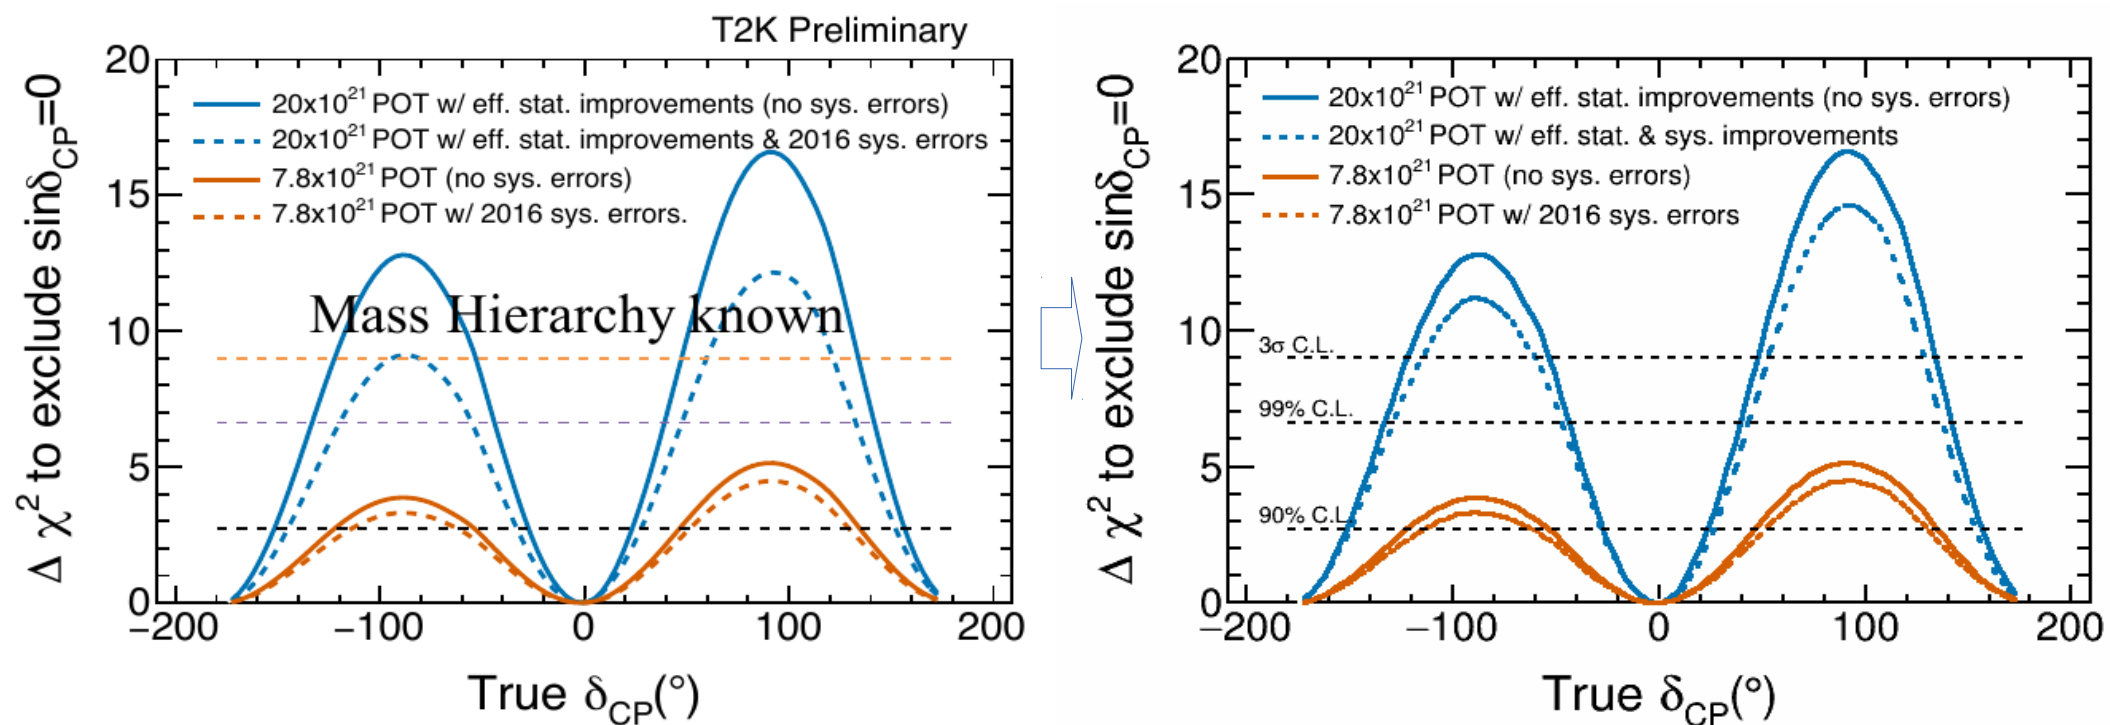 T2K Preliminary
Δ χ² to exclude sinδCP=0
20
15
10
5
0
20x10²¹ POT w/ eff. stat. improvements (no sys. errors)
20x10²¹ POT w/ eff. stat. improvements & 2016 sys. errors
7.8x10²¹ POT (no sys. errors)
7.8x10²¹ POT w/ 2016 sys. errors.
Mass Hierarchy known
−200 −100 0 100 200
True δCP(°)
Δ χ² to exclude sinδCP=0
20
15
10
5
0
20x10²¹ POT w/ eff. stat. improvements (no sys. errors)
20x10²¹ POT w/ eff. stat. & sys. improvements
7.8x10²¹ POT (no sys. errors)
7.8x10²¹ POT w/ 2016 sys. errors
3σ C.L.
99% C.L.
90% C.L.
−200 −100 0 100 200
True δCP(°)